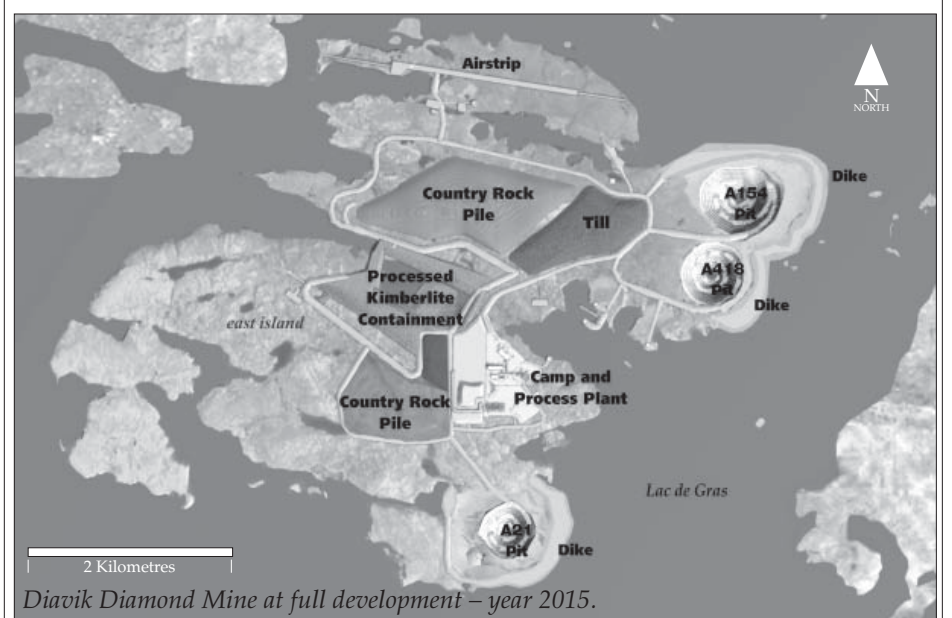 Airstrip
N
NORTH
Country Rock
Pile
Till
A154
Pit
Dike
A418
Pit
Dike
Processed
Kimberlite
Containment
east island
Country Rock
Pile
Camp and
Process Plant
Lac de Gras
A21
Pit
Dike
2 Kilometres
Diavik Diamond Mine at full development – year 2015.